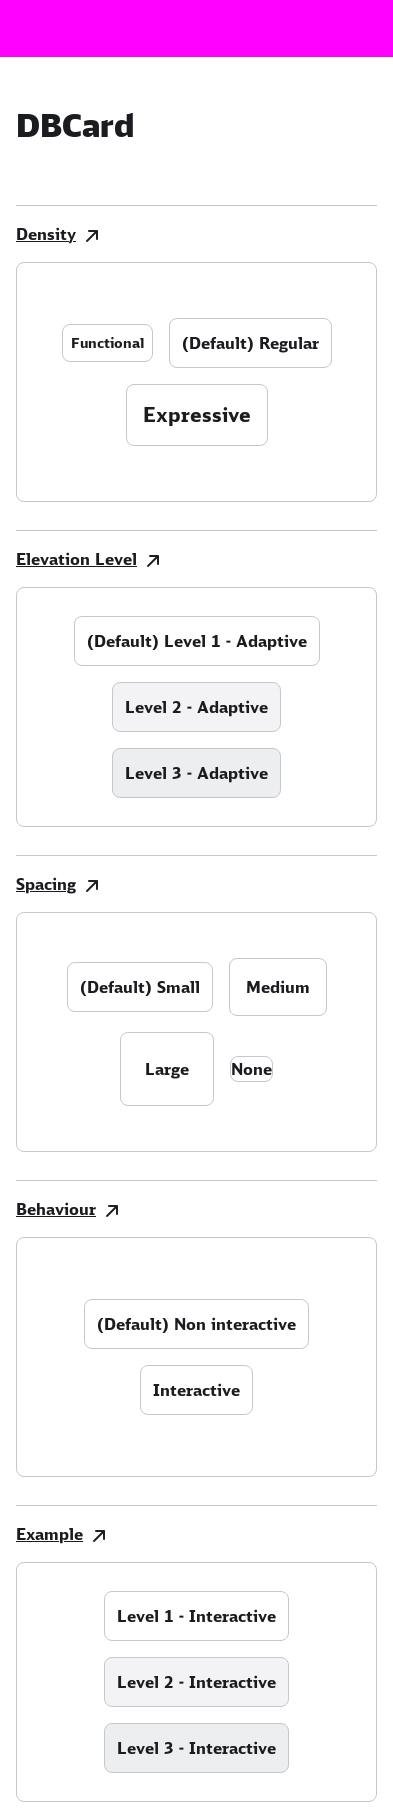 DBCard
Density
Functional
(Default) Regular
Expressive
Elevation Level
(Default) Level 1 - Adaptive
Level 2 - Adaptive
Level 3 - Adaptive
Spacing
(Default) Small
Medium
Large
None
Behaviour
(Default) Non interactive
Interactive
Example
Level 1 - Interactive
Level 2 - Interactive
Level 3 - Interactive